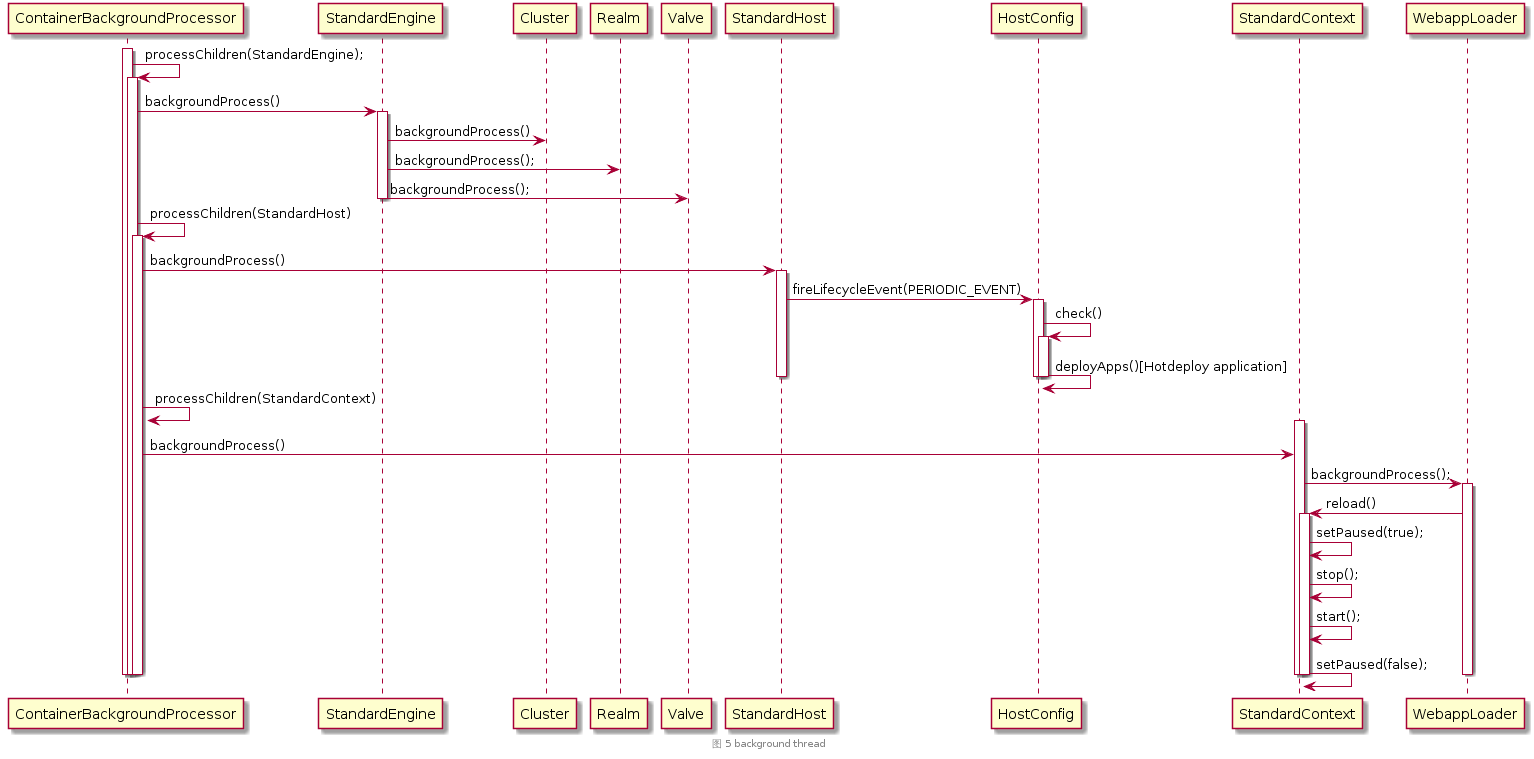 ContainerBackgroundProcessor StandardEngine Cluster Realm Valve StandardHost HostConfig StandardContext WebappLoader
processChildren(StandardEngine);
backgroundProcess()
backgroundProcess()
backgroundProcess();
backgroundProcess();
processChildren(StandardHost)
backgroundProcess()
fireLifecycleEvent(PERIODIC_EVENT)
check()
deployApps()[Hotdeploy application]
processChildren(StandardContext)
backgroundProcess()
backgroundProcess();
reload()
setPaused(true);
stop();
start();
setPaused(false);
ContainerBackgroundProcessor StandardEngine Cluster Realm Valve StandardHost HostConfig StandardContext WebappLoader
图 5 background thread